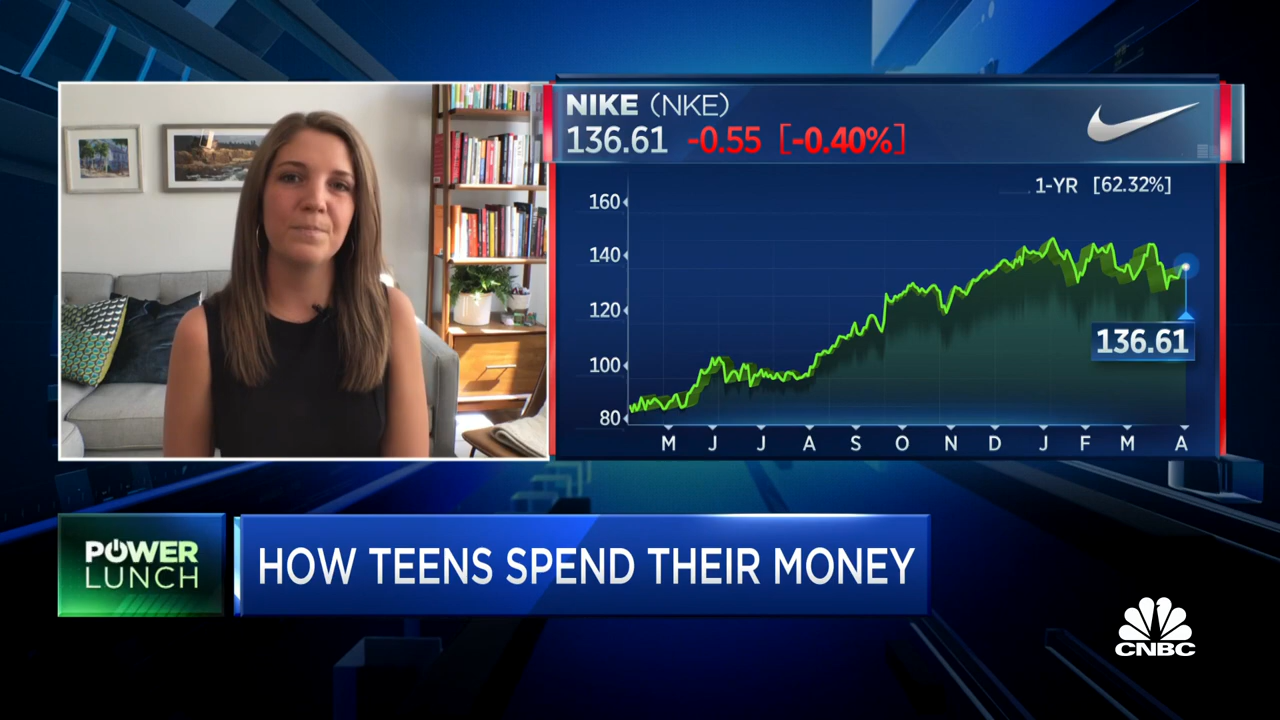 NIKE (NKE)
136.61 -0.55 [-0.40%]
1-YR [62.32%]
160
140
120
100
80
136.61
M J J A S O N D J F M A
POWER
LUNCH
HOW TEENS SPEND THEIR MONEY
CNBC